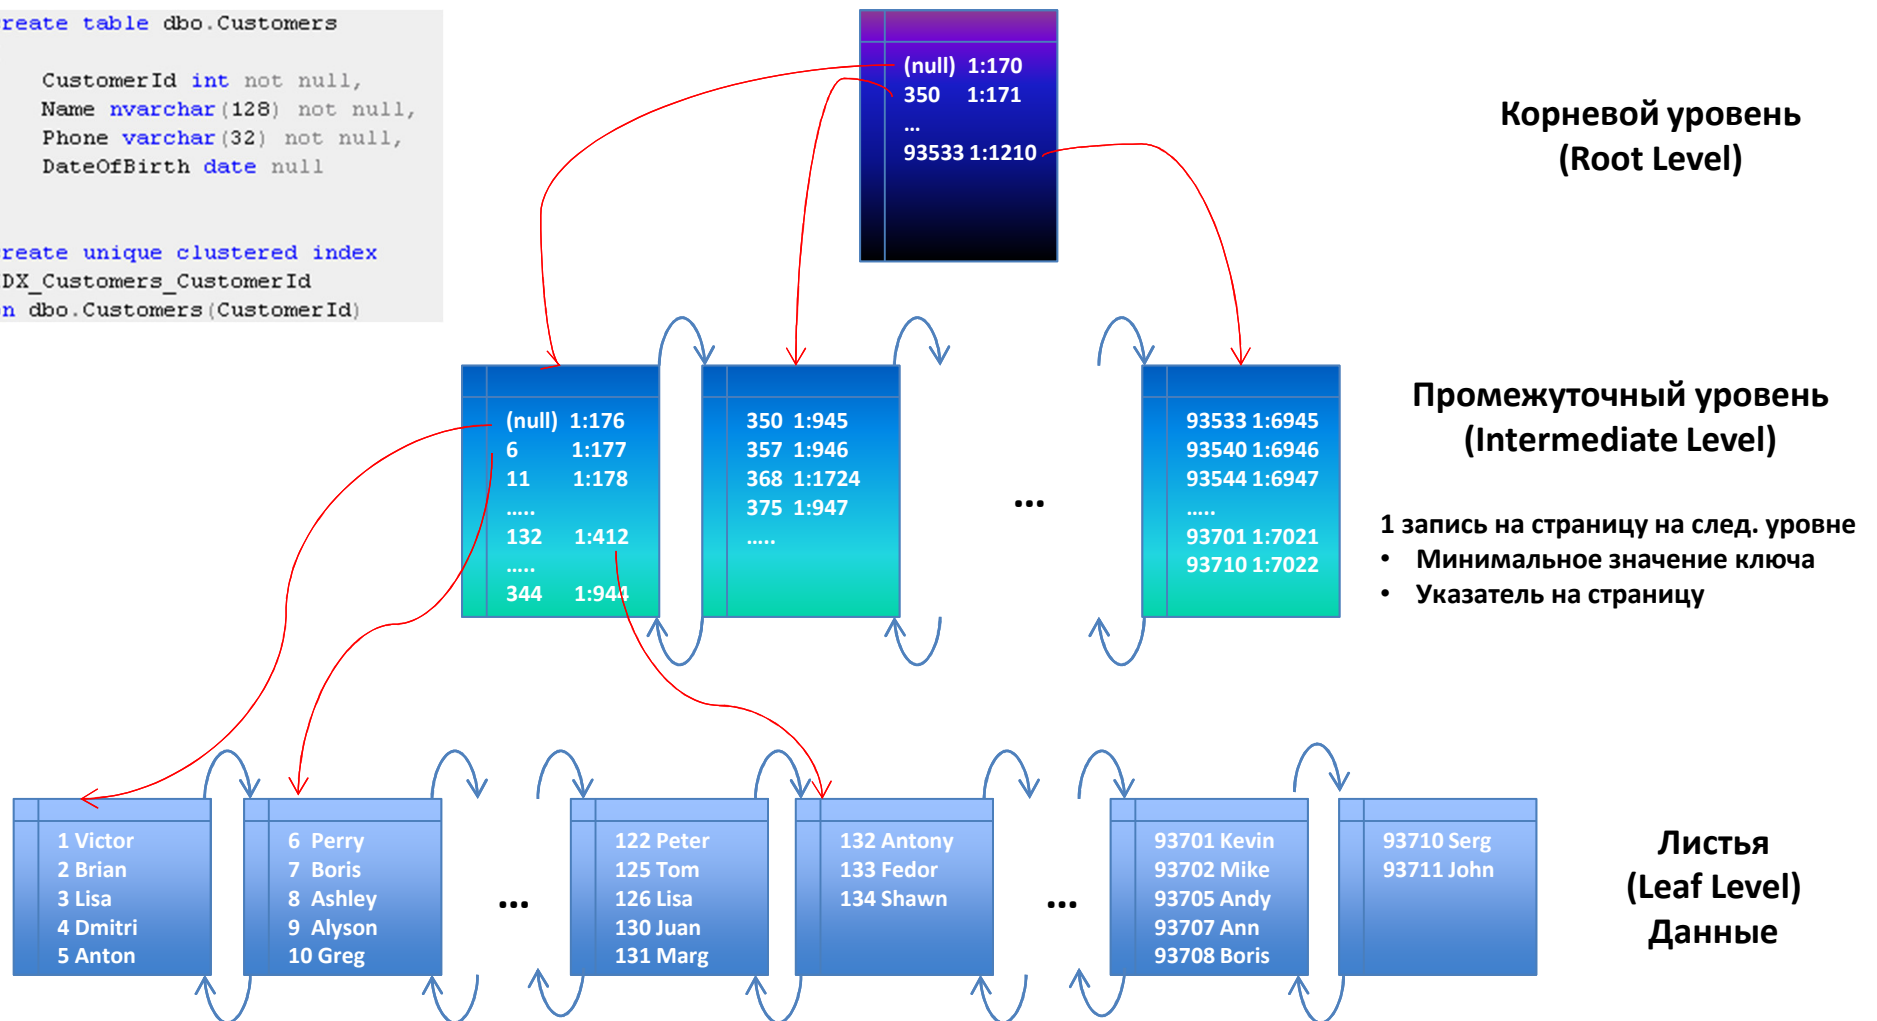 reate table dbo.Customers
CustomerId int not null,
Name nvarchar(128) not null,
Phone varchar(32) not null,
DateOfBirth date null
reate unique clustered index
DX_Customers_CustomerId
n dbo.Customers(CustomerId)
(null) 1:170
350 1:171
...
93533 1:1210
Корневой уровень
(Root Level)
(null) 1:176
6 1:177
11 1:178
.....
132 1:412
.....
344 1:944
350 1:945
357 1:946
368 1:1724
375 1:947
.....
...
93533 1:6945
93540 1:6946
93544 1:6947
.....
93701 1:7021
93710 1:7022
Промежуточный уровень
(Intermediate Level)
1 запись на страницу на след. уровне
• Минимальное значение ключа
• Указатель на страницу
1 Victor
2 Brian
3 Lisa
4 Dmitri
5 Anton
6 Perry
7 Boris
8 Ashley
9 Alyson
10 Greg
...
122 Peter
125 Tom
126 Lisa
130 Juan
131 Marg
132 Antony
133 Fedor
134 Shawn
...
93701 Kevin
93702 Mike
93705 Andy
93707 Ann
93708 Boris
93710 Serg
93711 John
Листья
(Leaf Level)
Данные